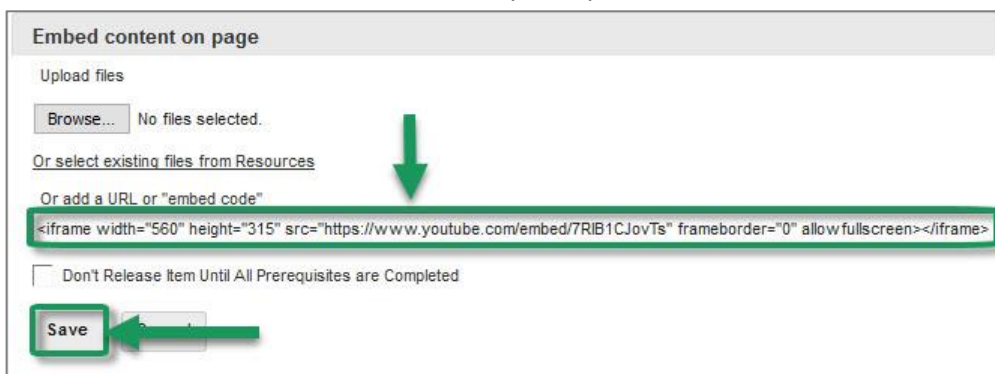 Embed content on page
Upload files
Browse... No files selected.
Or select existing files from Resources
Or add a URL or "embed code"
<iframe width="560" height="315" src="https://www.youtube.com/embed/7RlB1CJovTs" frameborder="0" allowfullscreen></iframe>
Don't Release Item Until All Prerequisites are Completed
Save